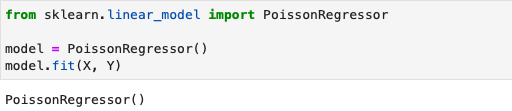 from sklearn.linear_model import PoissonRegressor
model = PoissonRegressor()
model.fit(X, Y)
PoissonRegressor()